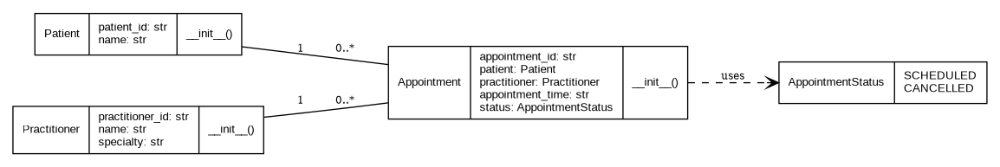 Patient
patient_id: str
name: str
__init__()
1
0..*
Practitioner
practitioner_id: str
name: str
specialty: str
__init__()
1
0..*
Appointment
appointment_id: str
patient: Patient
practitioner: Practitioner
appointment_time: str
status: AppointmentStatus
__init__()
uses
AppointmentStatus
SCHEDULED
CANCELLED